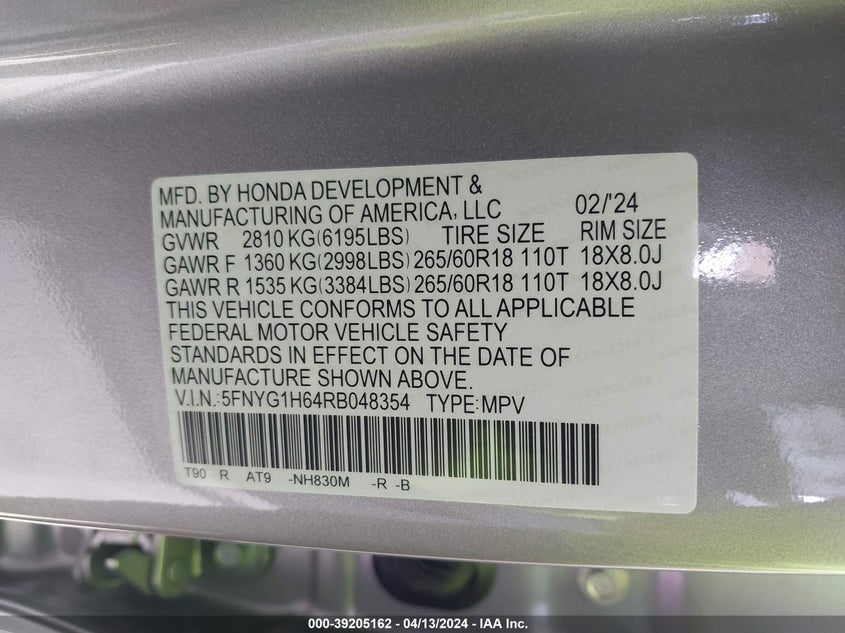 MFD. BY HONDA DEVELOPMENT &
MANUFACTURING OF AMERICA, LLC 02/'24
GVWR 2810 KG(6195LBS) TIRE SIZE RIM SIZE
GAWR F 1360 KG(2998LBS) 265/60R18 110T 18X8.0J
GAWR R 1535 KG(3384LBS) 265/60R18 110T 18X8.0J
THIS VEHICLE CONFORMS TO ALL APPLICABLE
FEDERAL MOTOR VEHICLE SAFETY
STANDARDS IN EFFECT ON THE DATE OF
MANUFACTURE SHOWN ABOVE.
V.I.N.:5FNYG1H64RB048354 TYPE:MPV
T90 R AT9 -NH830M -R -B
000-39205162 - 04/13/2024 - IAA Inc.